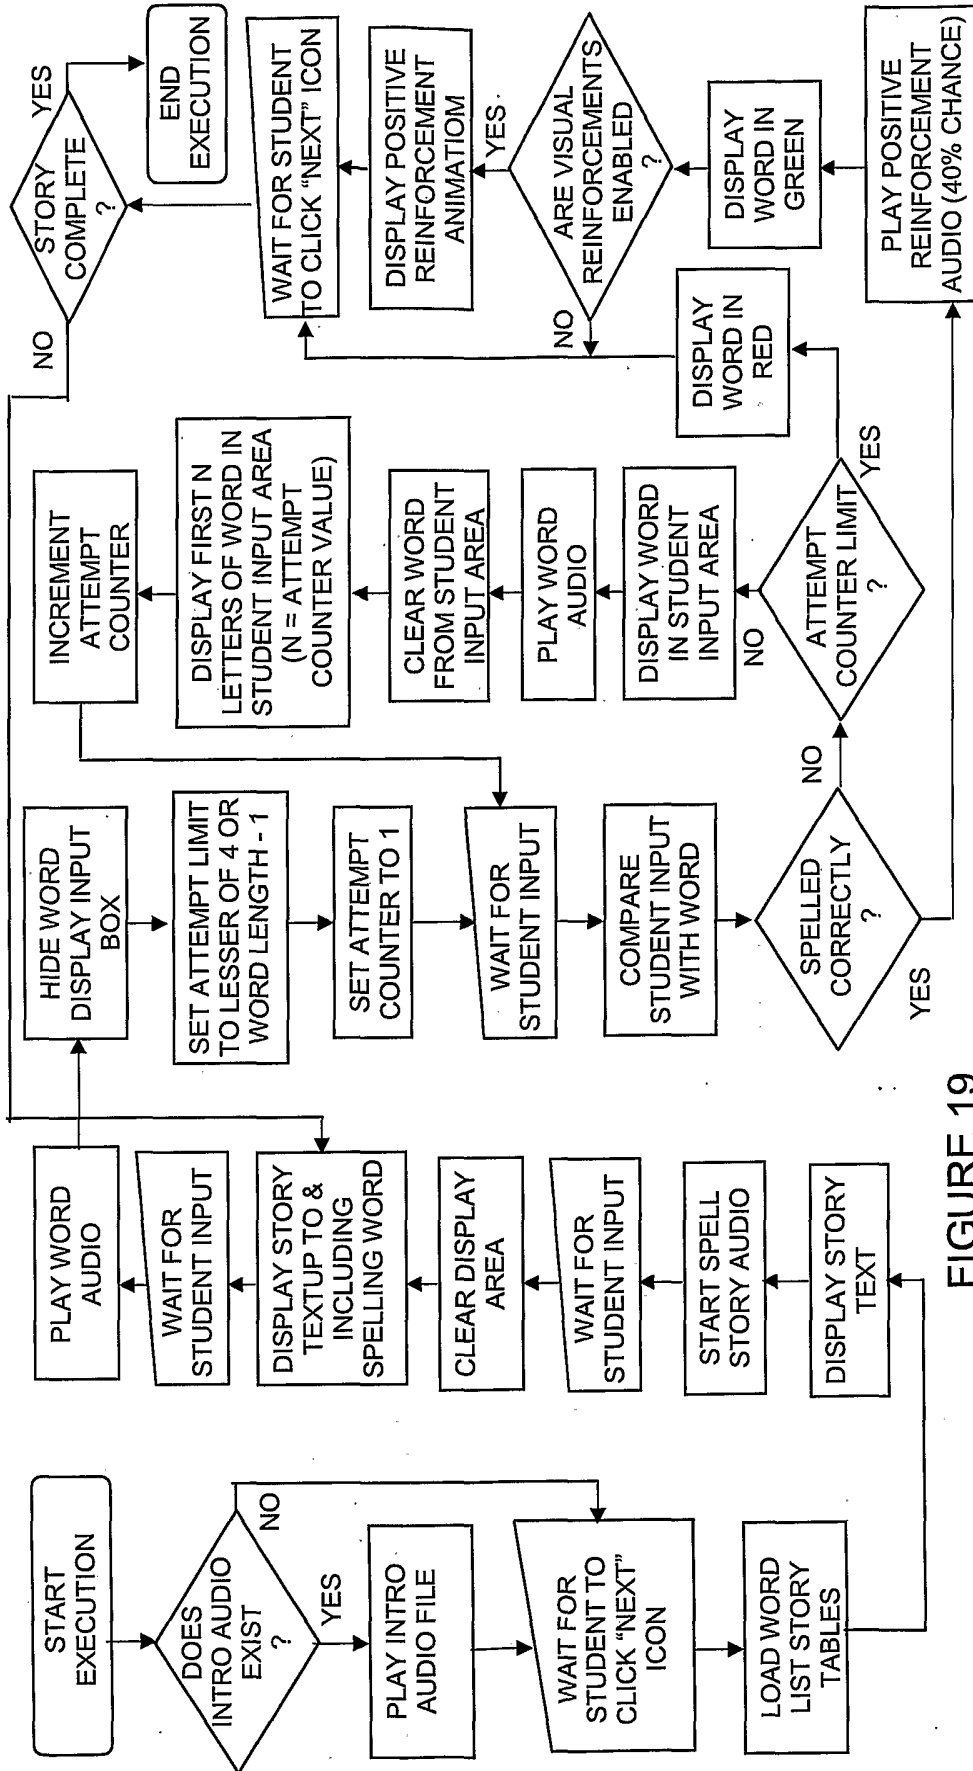 START
EXECUTION
DOES
INTRO AUDIO
EXIST
?
NO
YES
PLAY INTRO
AUDIO FILE
WAIT FOR
STUDENT TO
CLICK “NEXT”
ICON
LOAD WORD
LIST STORY
TABLES
DISPLAY STORY
TEXT
START SPELL
STORY AUDIO
WAIT FOR
STUDENT INPUT
CLEAR DISPLAY
AREA
DISPLAY STORY
TEXTUP TO &
INCLUDING
SPELLING WORD
WAIT FOR
STUDENT INPUT
PLAY WORD
AUDIO
HIDE WORD
DISPLAY INPUT
BOX
SET ATTEMPT LIMIT
TO LESSER OF 4 OR
WORD LENGTH - 1
SET ATTEMPT
COUNTER TO 1
WAIT FOR
STUDENT INPUT
COMPARE
STUDENT INPUT
WITH WORD
SPELLED
CORRECTLY
?
YES
NO
ATTEMPT
COUNTER LIMIT
?
NO
YES
DISPLAY WORD
IN STUDENT
INPUT AREA
PLAY WORD
AUDIO
CLEAR WORD
FROM STUDENT
INPUT AREA
DISPLAY FIRST N
LETTERS OF WORD IN
STUDENT INPUT AREA
(N = ATTEMPT
COUNTER VALUE)
INCREMENT
ATTEMPT
COUNTER
DISPLAY
WORD IN
RED
PLAY POSITIVE
REINFORCEMENT
AUDIO (40% CHANCE)
DISPLAY
WORD IN
GREEN
ARE VISUAL
REINFORCEMENTS
ENABLED
?
NO
YES
DISPLAY POSITIVE
REINFORCEMENT
ANIMATIOM
WAIT FOR STUDENT
TO CLICK “NEXT” ICON
STORY
COMPLETE
?
NO
YES
END
EXECUTION
FIGURE 19